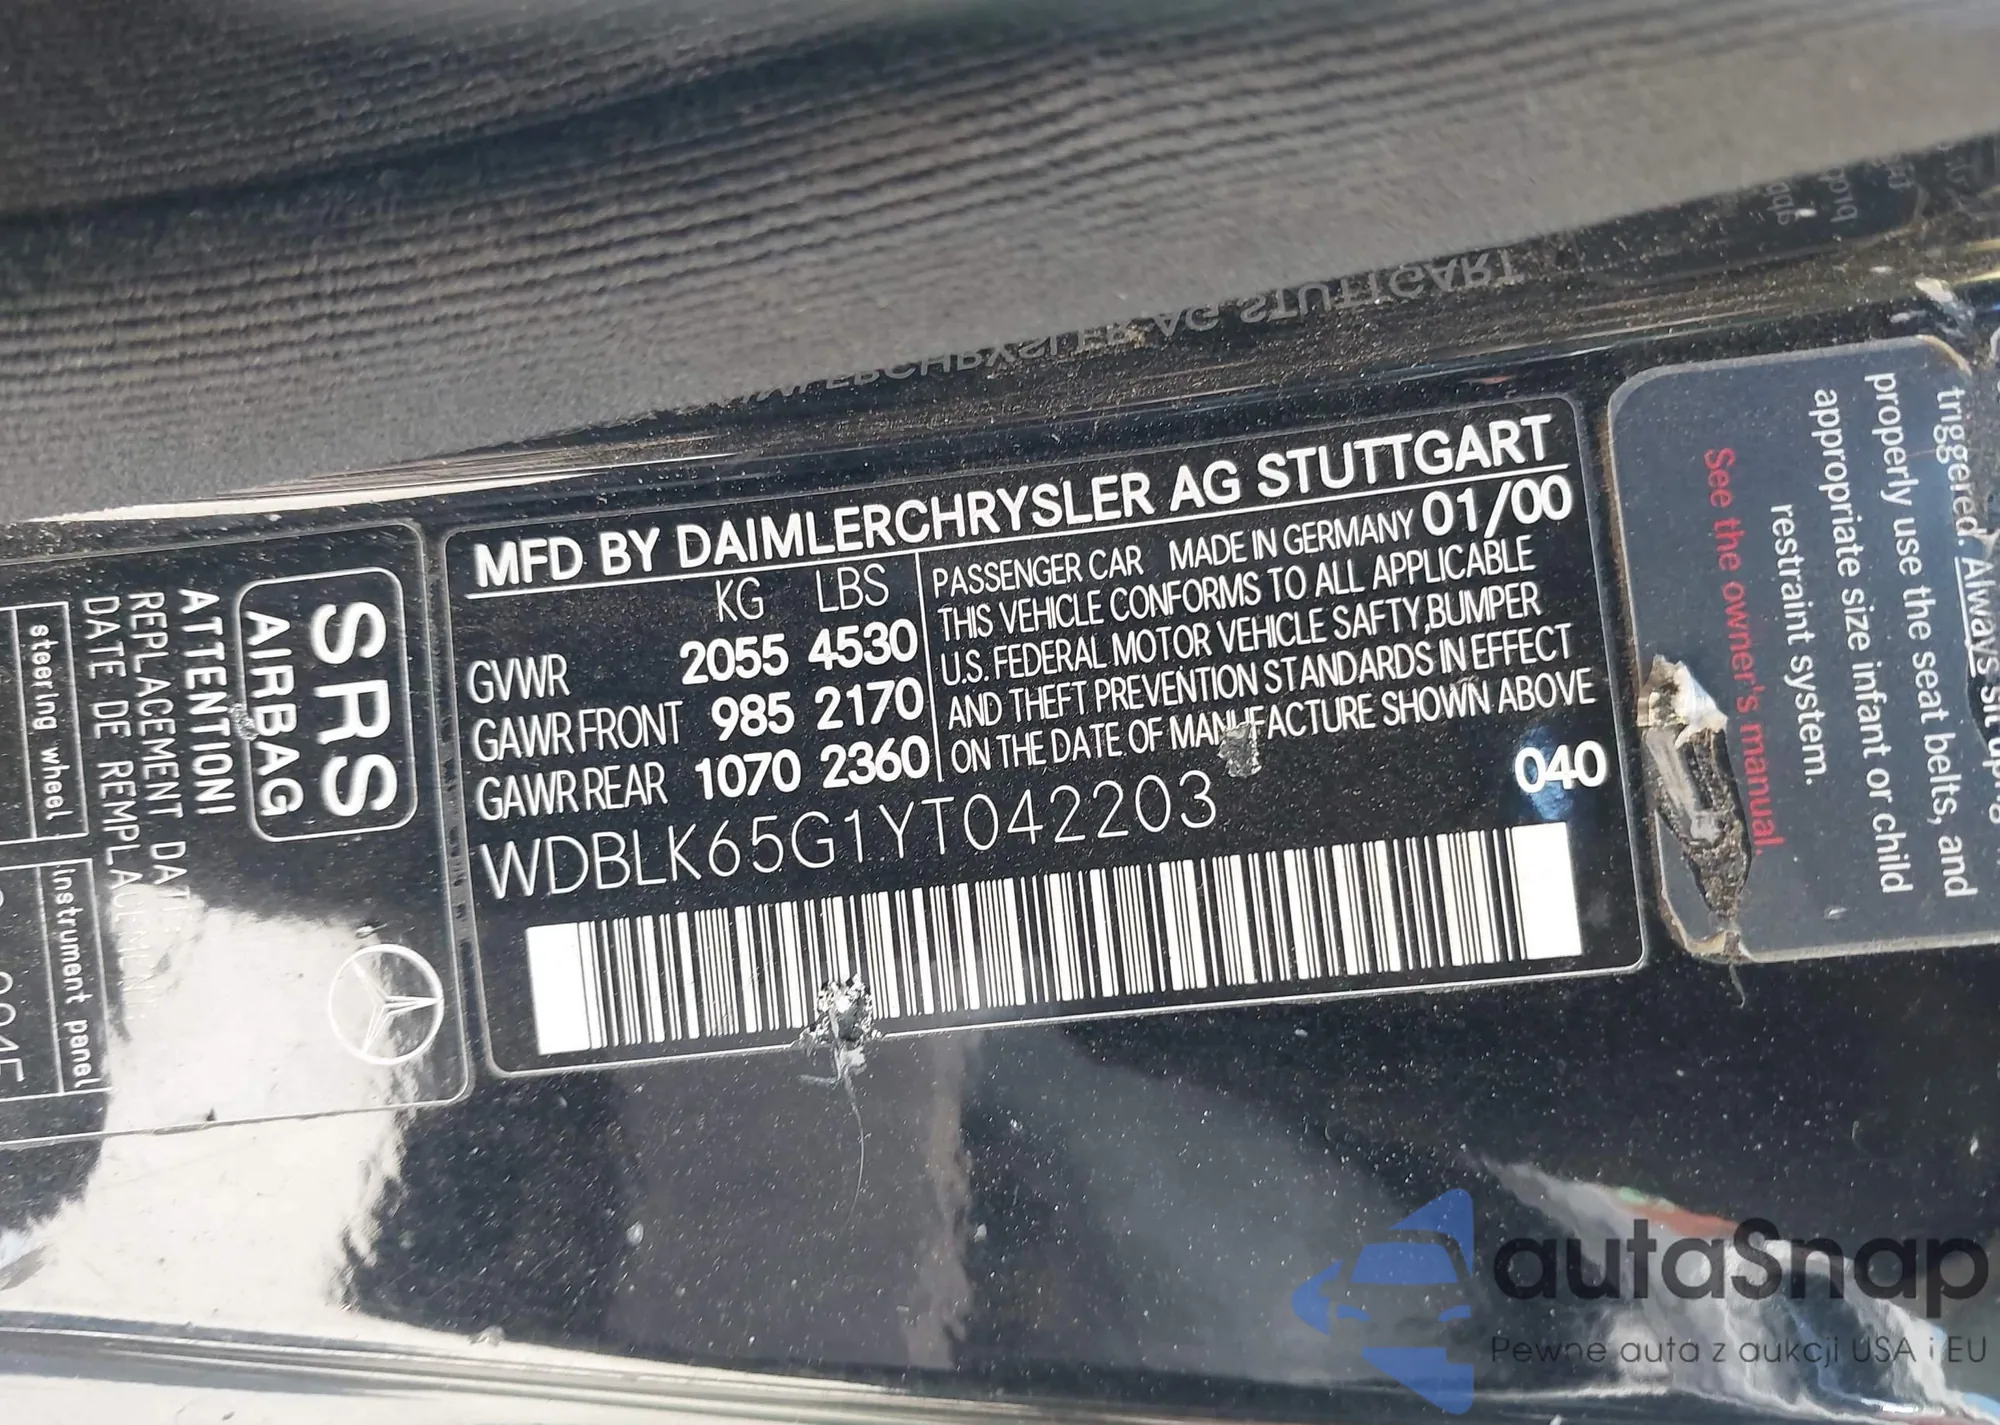 MFD BY DAIMLERCHRYSLER AG STUTTGART
KG LBS
GVWR 2055 4530
GAWR FRONT 985 2170
GAWR REAR 1070 2360
PASSENGER CAR MADE IN GERMANY 01/00
THIS VEHICLE CONFORMS TO ALL APPLICABLE
U.S. FEDERAL MOTOR VEHICLE SAFTY,BUMPER
AND THEFT PREVENTION STANDARDS IN EFFECT
ON THE DATE OF MANUFACTURE SHOWN ABOVE
WDBLK65G1YT042203
040
SRS
AIRBAG
ATTENTION!
REPLACEMENT DATE
DATE DE
steering wheel
Instrument panel
triggered. Always sit
properly use the seat belts, and
appropriate size infant or child
restraint system.
See the owner's manual
autaSnap
Pewne auta z aukcji USA i EU